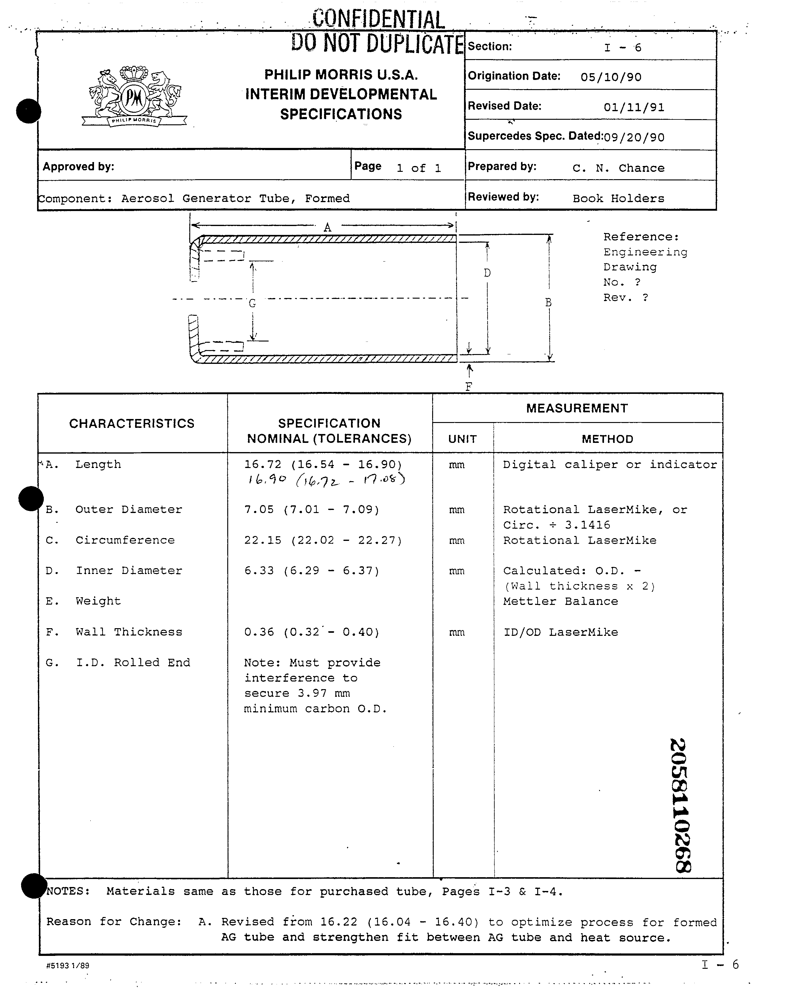 CONFIDENTIAL
DO NOT DUPLICATE
PHILIP MORRIS
PM
PHILIP MORRIS U.S.A.
INTERIM DEVELOPMENTAL
SPECIFICATIONS
Section: I - 6
Origination Date: 05/10/90
Revised Date: 01/11/91
Supercedes Spec. Dated:09/20/90
Approved by:
Page 1 of 1
Prepared by: C. N. Chance
Component: Aerosol Generator Tube, Formed
Reviewed by: Book Holders
A
Reference:
Engineering
Drawing
No. ?
Rev. ?
D
G
B
F
CHARACTERISTICS
SPECIFICATION
NOMINAL (TOLERANCES)
MEASUREMENT
UNIT
METHOD
A. Length 16.72 (16.54 - 16.90) mm Digital caliper or indicator
16.90 (16.72 - 17.08)
B. Outer Diameter 7.05 (7.01 - 7.09) mm Rotational LaserMike, or
Circ. ÷ 3.1416
C. Circumference 22.15 (22.02 - 22.27) mm Rotational LaserMike
D. Inner Diameter 6.33 (6.29 - 6.37) mm Calculated: O.D. -
(Wall thickness x 2)
E. Weight Mettler Balance
F. Wall Thickness 0.36 (0.32 - 0.40) mm ID/OD LaserMike
G. I.D. Rolled End Note: Must provide
interference to
secure 3.97 mm
minimum carbon O.D.
2058110268
NOTES: Materials same as those for purchased tube, Pages I-3 & I-4.
Reason for Change: A. Revised from 16.22 (16.04 - 16.40) to optimize process for formed
AG tube and strengthen fit between AG tube and heat source.
#5193 1/89
I - 6